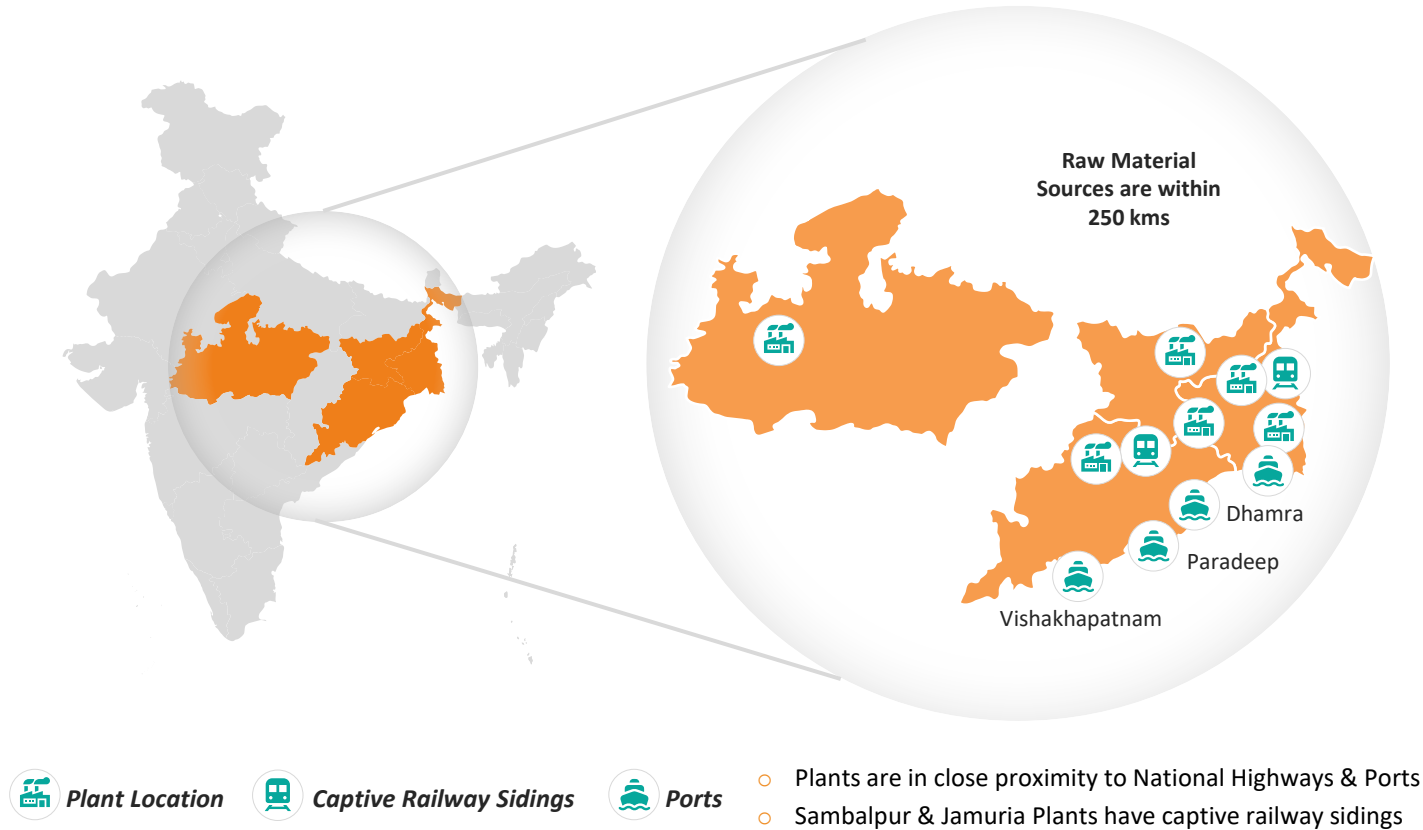 Raw Material
Sources are within
250 kms
Dhamra
Paradeep
Vishakhapatnam
Plant Location
Captive Railway Sidings
Ports
○ Plants are in close proximity to National Highways & Ports
○ Sambalpur & Jamuria Plants have captive railway sidings